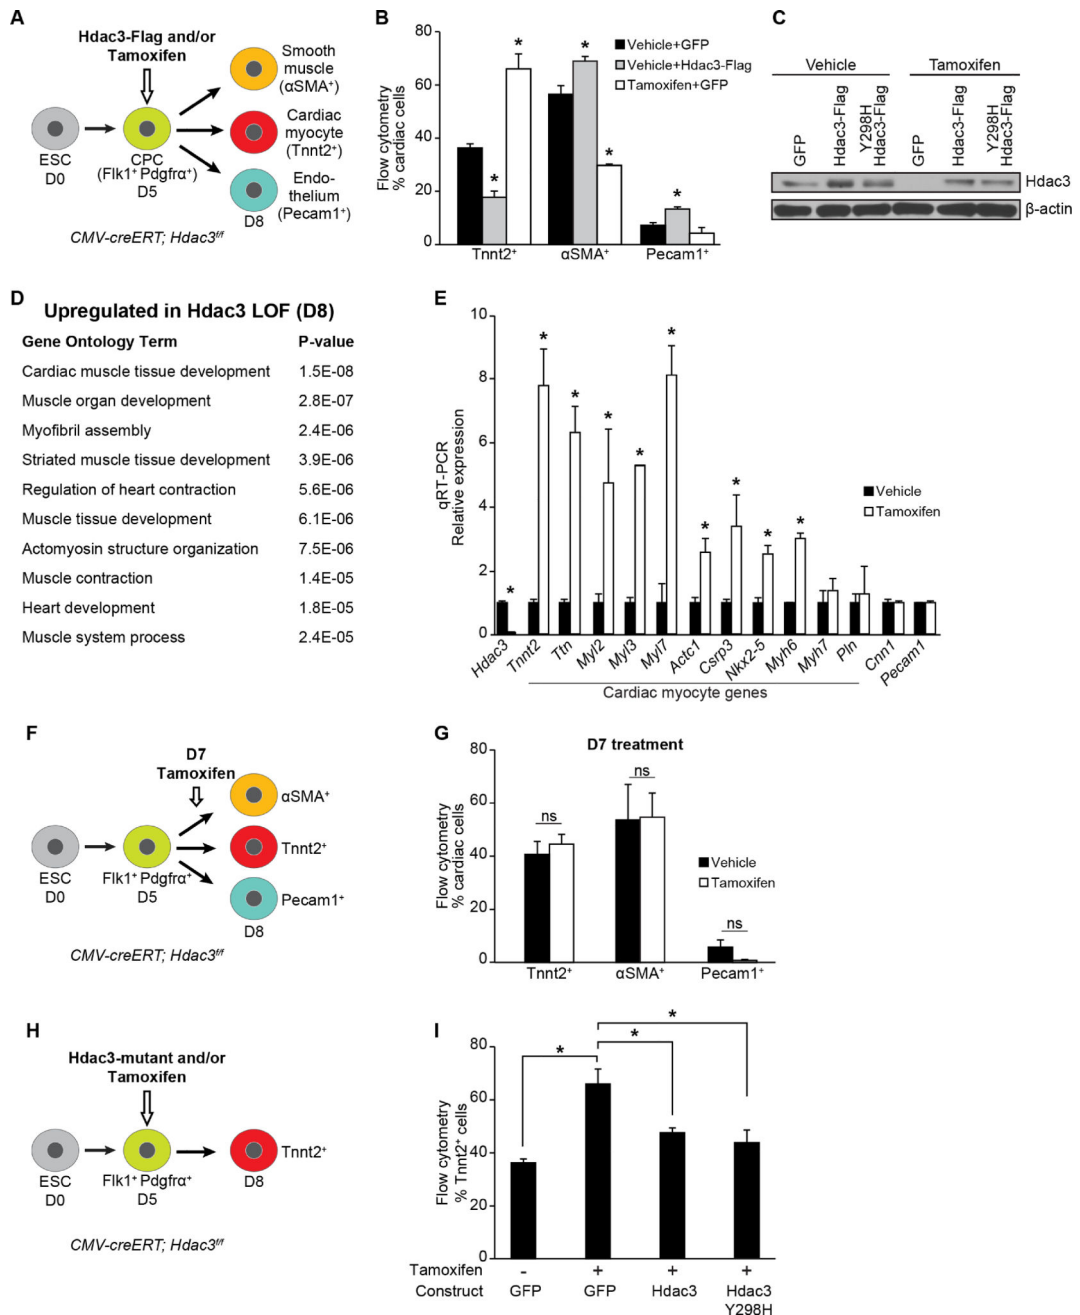 A
Hdac3-Flag and/or
Tamoxifen
ESC
D0
CPC
(Flk1⁺ Pdgfrα⁺)
D5
Smooth
muscle
(αSMA⁺)
Cardiac
myocyte
(Tnnt2⁺)
Endo-
thelium
(Pecam1⁺)
D8
CMV-creERT; Hdac3f/f
B
Flow cytometry
% cardiac cells
80
60
40
20
0
* * * * *
Vehicle+GFP
Vehicle+Hdac3-Flag
Tamoxifen+GFP
Tnnt2⁺ αSMA⁺ Pecam1⁺
C
Vehicle Tamoxifen
GFP
Hdac3-Flag
Y298H
Hdac3-Flag
GFP
Hdac3-Flag
Y298H
Hdac3-Flag
Hdac3
β-actin
D
Upregulated in Hdac3 LOF (D8)
Gene Ontology Term P-value
Cardiac muscle tissue development 1.5E-08
Muscle organ development 2.8E-07
Myofibril assembly 2.4E-06
Striated muscle tissue development 3.9E-06
Regulation of heart contraction 5.6E-06
Muscle tissue development 6.1E-06
Actomyosin structure organization 7.5E-06
Muscle contraction 1.4E-05
Heart development 1.8E-05
Muscle system process 2.4E-05
E
qRT-PCR
Relative expression
10
8
6
4
2
0
* * * * * * * * * *
Vehicle
Tamoxifen
Hdac3 Tnnt2 Ttn Myl2 Myl3 Myl7 Actc1 Csrp3 Nkx2-5 Myh6 Myh7 Pln Cnn1 Pecam1
Cardiac myocyte genes
F
D7
Tamoxifen
ESC
D0
Flk1⁺ Pdgfrα⁺
D5
αSMA⁺
Tnnt2⁺
Pecam1⁺
D8
CMV-creERT; Hdac3f/f
G
D7 treatment
Flow cytometry
% cardiac cells
80
60
40
20
0
ns ns ns
Vehicle
Tamoxifen
Tnnt2⁺ αSMA⁺ Pecam1⁺
H
Hdac3-mutant and/or
Tamoxifen
ESC
D0
Flk1⁺ Pdgfrα⁺
D5
Tnnt2⁺
D8
CMV-creERT; Hdac3f/f
I
Flow cytometry
% Tnnt2⁺ cells
80
60
40
20
0
* * *
Tamoxifen - + + +
Construct GFP GFP Hdac3 Hdac3
Y298H